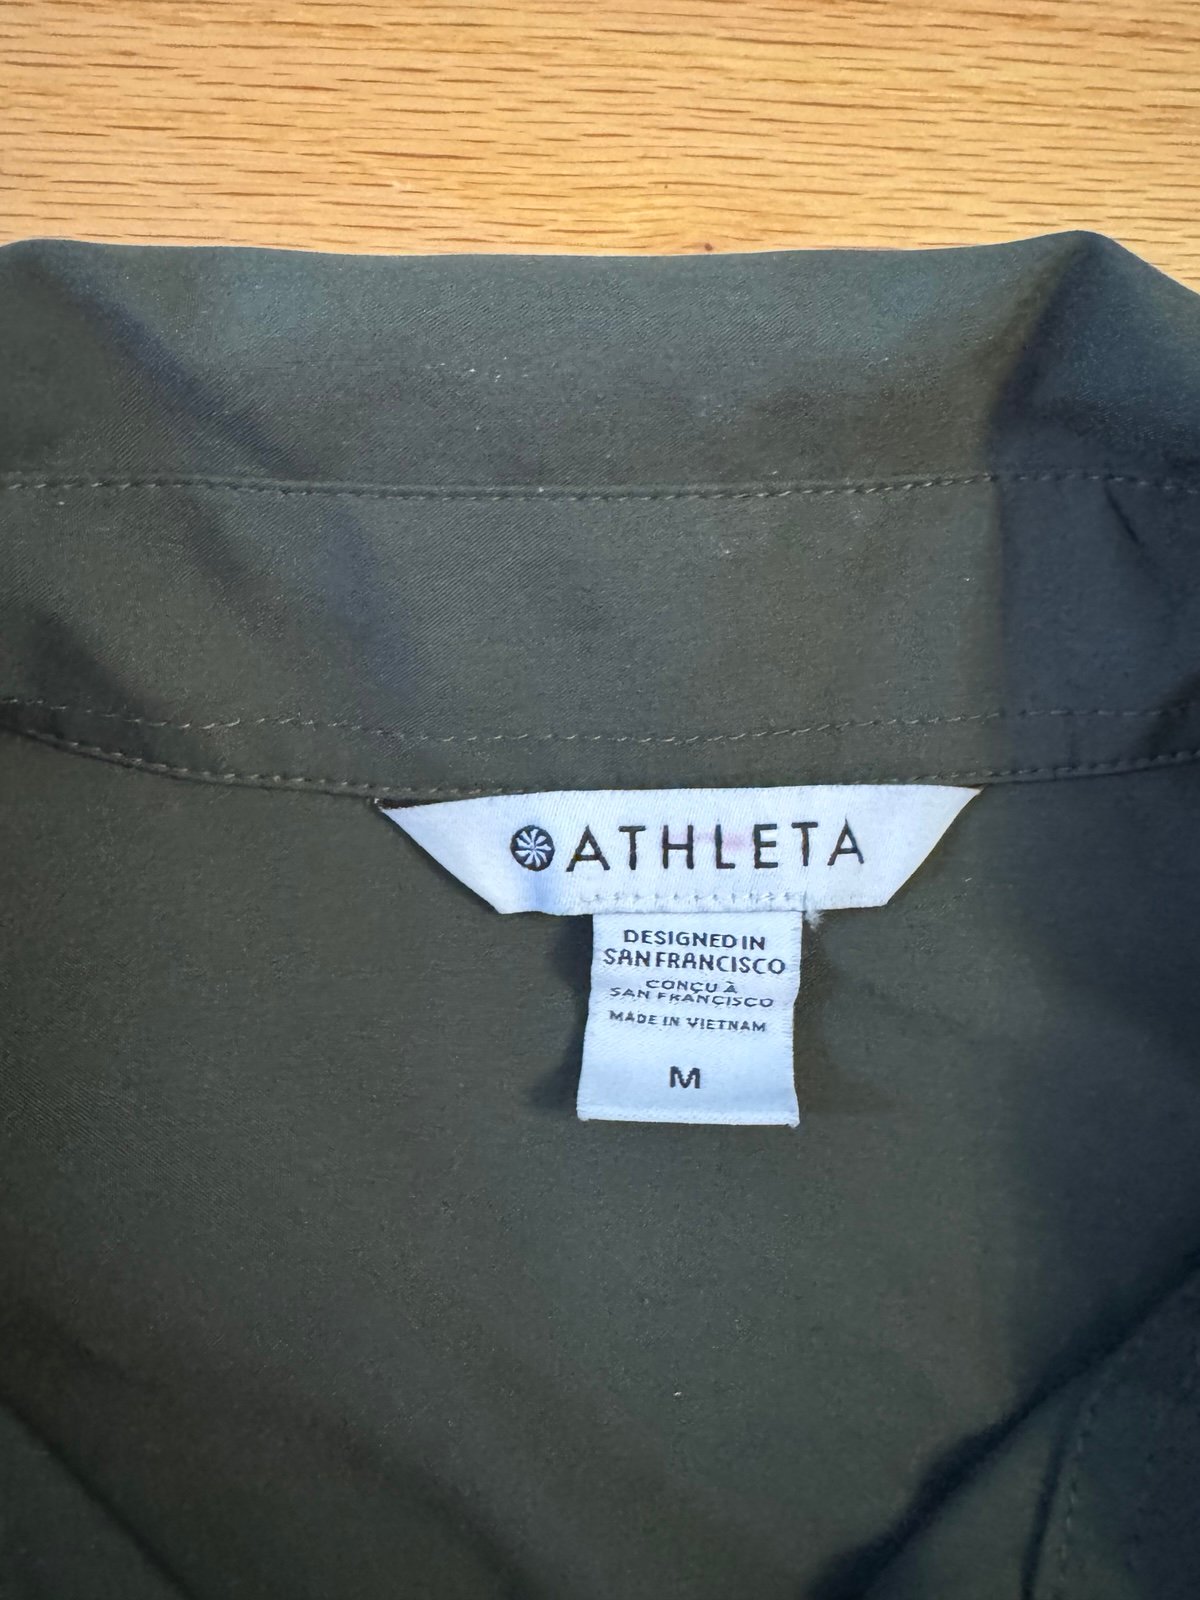 ATHLETA
DESIGNED IN
SAN FRANCISCO
CONÇU À
SAN FRANCISCO
MADE IN VIETNAM
M